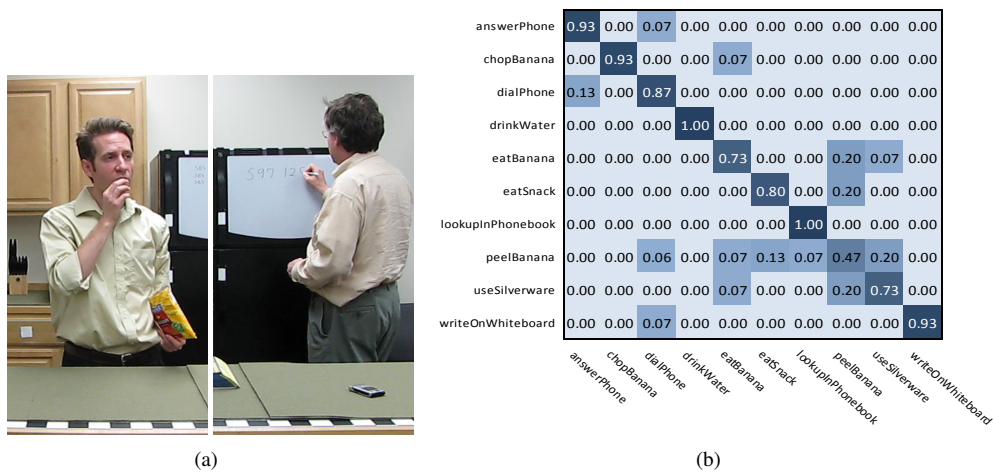 597 12
answerPhone 0.93 0.00 0.07 0.00 0.00 0.00 0.00 0.00 0.00 0.00
chopBanana 0.00 0.93 0.00 0.00 0.07 0.00 0.00 0.00 0.00 0.00
dialPhone 0.13 0.00 0.87 0.00 0.00 0.00 0.00 0.00 0.00 0.00
drinkWater 0.00 0.00 0.00 1.00 0.00 0.00 0.00 0.00 0.00 0.00
eatBanana 0.00 0.00 0.00 0.00 0.73 0.00 0.00 0.20 0.07 0.00
eatSnack 0.00 0.00 0.00 0.00 0.00 0.80 0.00 0.20 0.00 0.00
lookupInPhonebook 0.00 0.00 0.00 0.00 0.00 0.00 1.00 0.00 0.00 0.00
peelBanana 0.00 0.00 0.06 0.00 0.07 0.13 0.07 0.47 0.20 0.00
useSilverware 0.00 0.00 0.00 0.00 0.07 0.00 0.00 0.20 0.73 0.00
writeOnWhiteboard 0.00 0.00 0.07 0.00 0.00 0.00 0.00 0.00 0.00 0.93
answerPhone chopBanana dialPhone drinkWater eatBanana eatSnack lookupInPhonebook peelBanana useSilverware writeOnWhiteboard
(a)
(b)